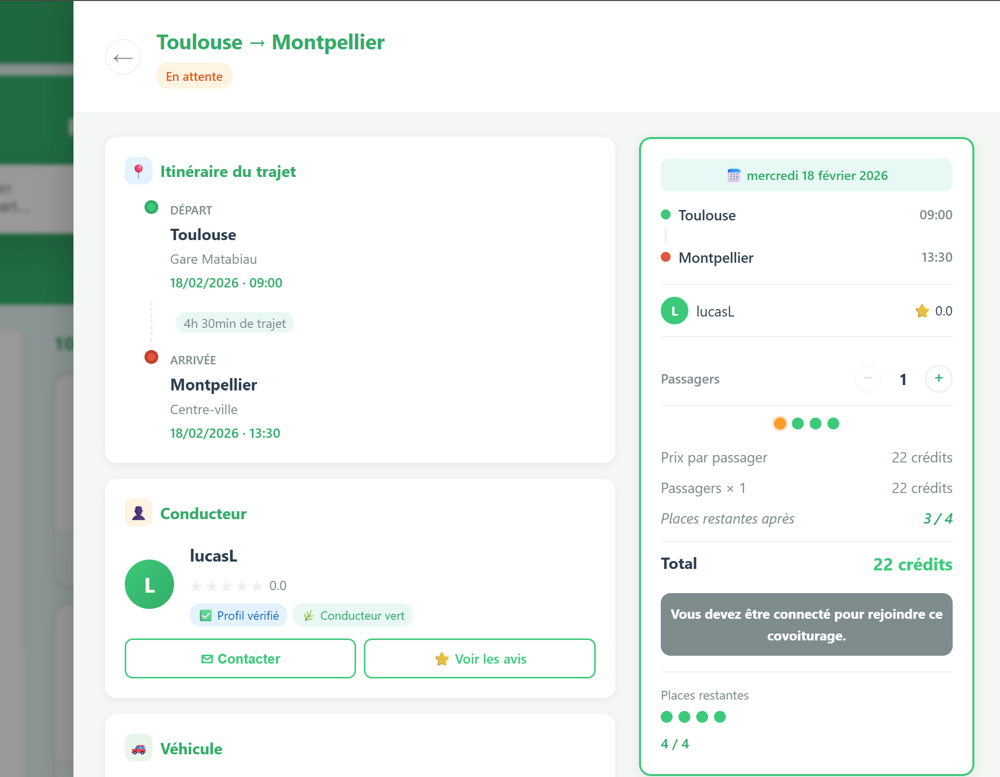 Toulouse → Montpellier
En attente
Itinéraire du trajet
DÉPART
Toulouse
Gare Matabiau
18/02/2026 · 09:00
4h 30min de trajet
ARRIVÉE
Montpellier
Centre-ville
18/02/2026 · 13:30
Conducteur
L
lucasL
0.0
Profil vérifié
Conducteur vert
Contacter
Voir les avis
Véhicule
mercredi 18 février 2026
Toulouse 09:00
Montpellier 13:30
L lucasL 0.0
Passagers − 1 +
Prix par passager 22 crédits
Passagers × 1 22 crédits
Places restantes après 3 / 4
Total 22 crédits
Vous devez être connecté pour rejoindre ce
covoiturage.
Places restantes
4 / 4
10